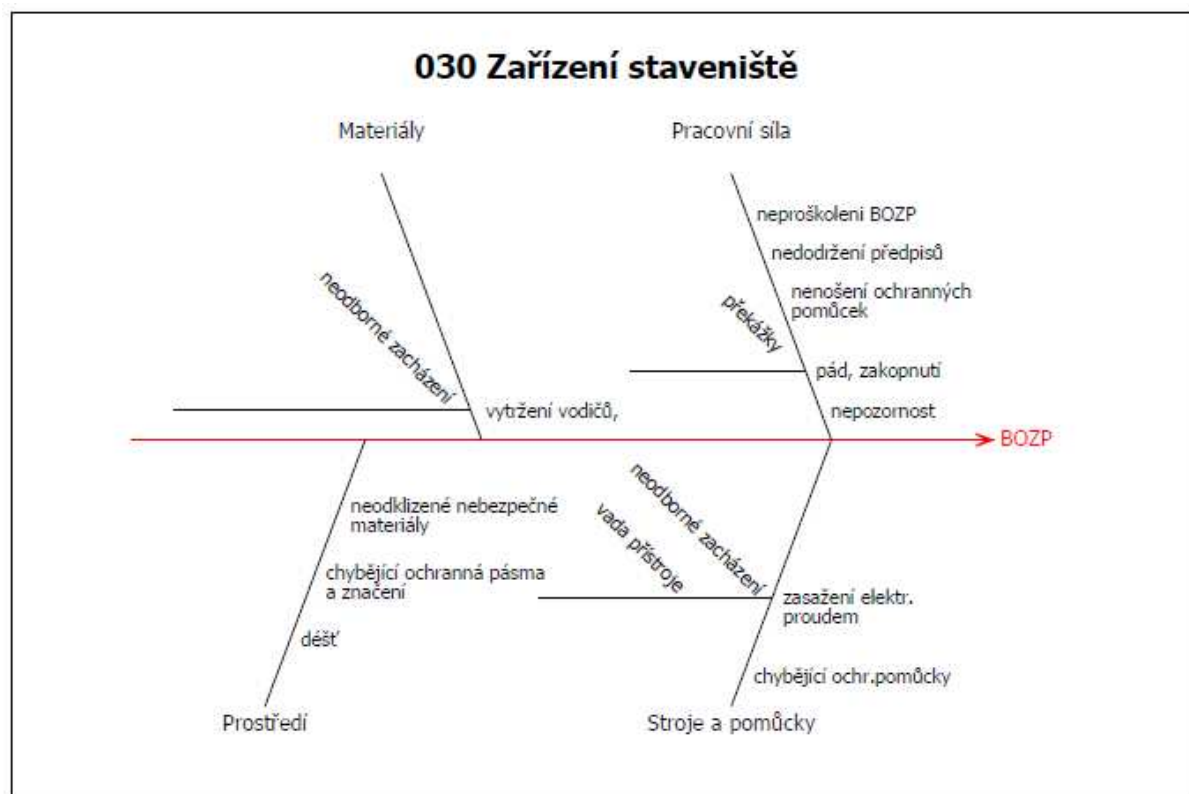 030 Zařízení staveniště
Materiály
Pracovní síla
neproškoleni BOZP
nedodržení předpisů
nenošení ochranných
pomůcek
překážky
pád, zakopnutí
nepozornost
neodborné zacházení
vytržení vodičů,
BOZP
neodklizené nebezpečné
materiály
chybějící ochranná pásma
a značení
déšť
neodborné zacházení
vada přístroje
zasažení elektr.
proudem
chybějící ochr.pomůcky
Prostředí
Stroje a pomůcky